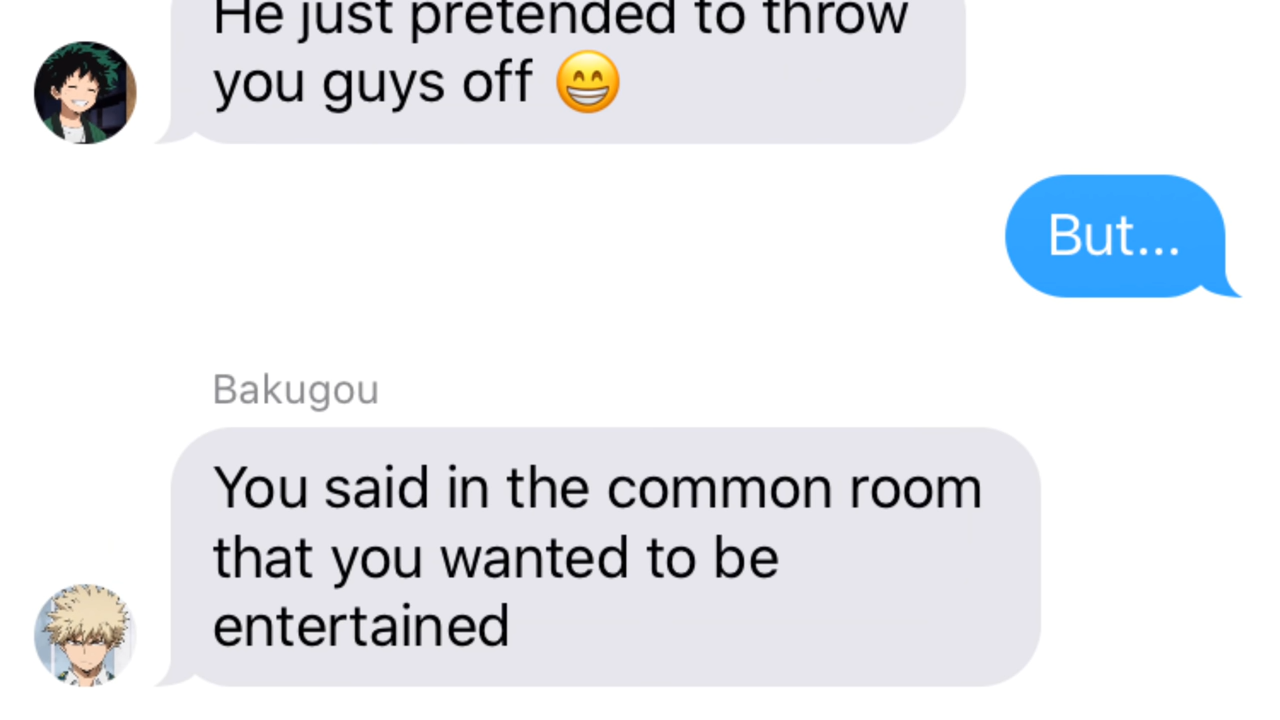 He just pretended to throw
you guys off 😁
But...
Bakugou
You said in the common room
that you wanted to be
entertained